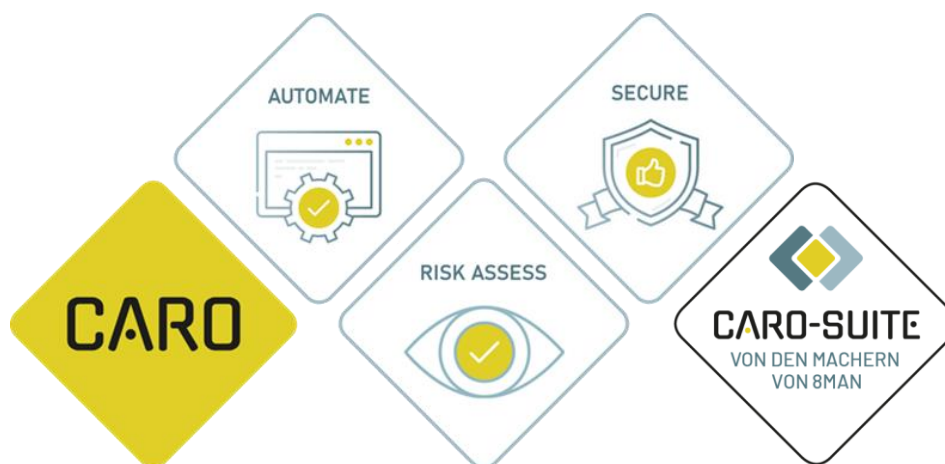 AUTOMATE
SECURE
RISK ASSESS
CARO
CARO-SUITE
VON DEN MACHERN
VON 8MAN